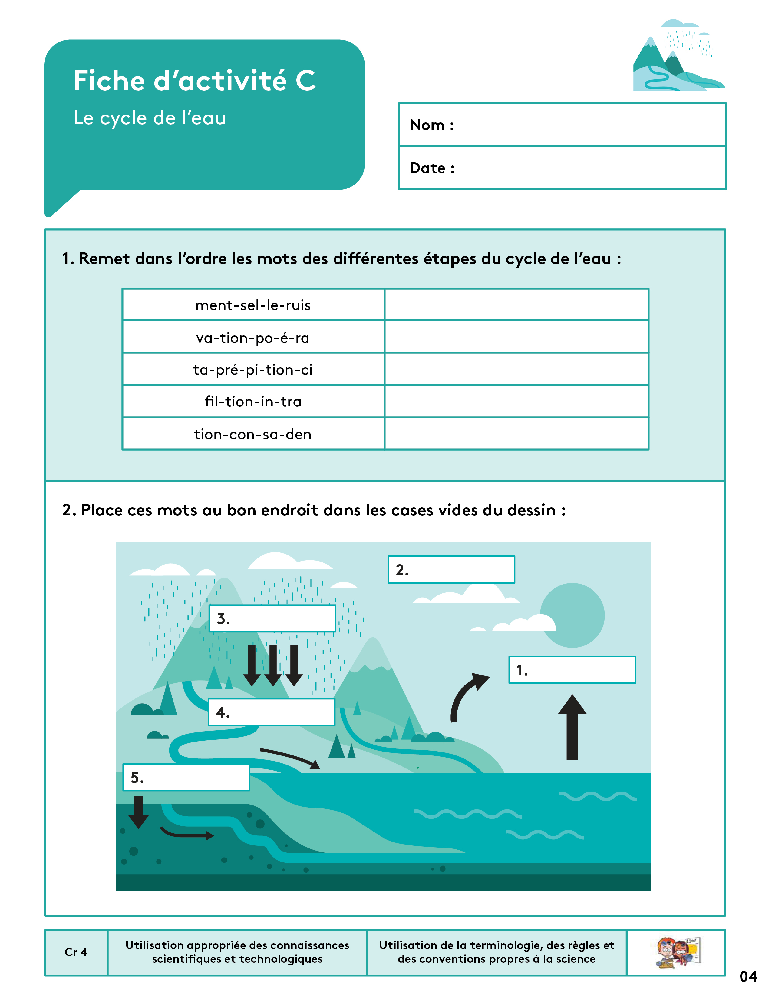 Fiche d’activité C
Le cycle de l’eau
Nom :
Date :
1. Remet dans l’ordre les mots des différentes étapes du cycle de l’eau :
ment-sel-le-ruis
va-tion-po-é-ra
ta-pré-pi-tion-ci
fil-tion-in-tra
tion-con-sa-den
2. Place ces mots au bon endroit dans les cases vides du dessin :
2.
3.
1.
4.
5.
Cr 4
Utilisation appropriée des connaissances
scientifiques et technologiques
Utilisation de la terminologie, des règles et
des conventions propres à la science
04